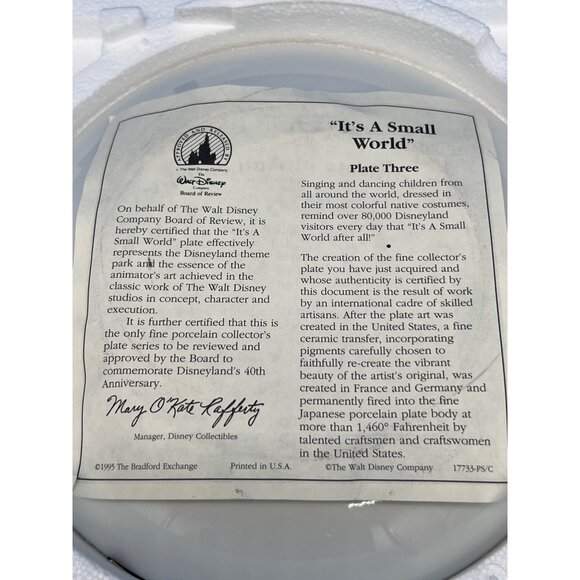 APPROVED AND RELEASED BY
© The Walt Disney Company
The
Walt Disney
Company
Board of Review
On behalf of The Walt Disney
Company Board of Review, it is
hereby certified that the "It's A
Small World" plate effectively
represents the Disneyland theme
park and the essence of the
animator's art achieved in the
classic work of The Walt Disney
studios in concept, character and
execution.
It is further certified that this is
the only fine porcelain collector's
plate series to be reviewed and
approved by the Board to
commemorate Disneyland's 40th
Anniversary.
Mary O'Kate Rafferty
Manager, Disney Collectibles
©1995 The Bradford Exchange
Printed in U.S.A.
"It's A Small
World"
Plate Three
Singing and dancing children from
all around the world, dressed in
their most colorful native costumes,
remind over 80,000 Disneyland
visitors every day that "It's A Small
World after all!"
The creation of the fine collector's
plate you have just acquired and
whose authenticity is certified by
this document is the result of work
by an international cadre of skilled
artisans. After the plate art was
created in the United States, a fine
ceramic transfer, incorporating
pigments carefully chosen to
faithfully re-create the vibrant
beauty of the artist's original, was
created in France and Germany and
permanently fired into the fine
Japanese porcelain plate body at
more than 1,460° Fahrenheit by
talented craftsmen and craftswomen
in the United States.
©The Walt Disney Company
17733-PS/C